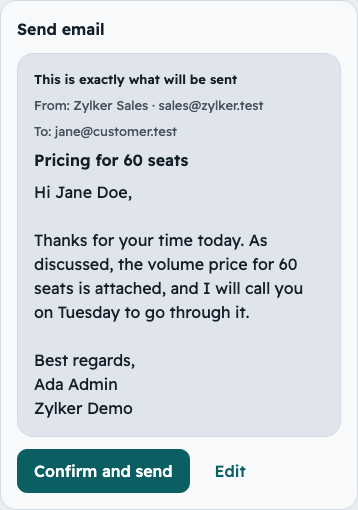 Send email
This is exactly what will be sent
From: Zylker Sales · sales@zylker.test
To: jane@customer.test
Pricing for 60 seats
Hi Jane Doe,
Thanks for your time today. As
discussed, the volume price for 60
seats is attached, and I will call you
on Tuesday to go through it.
Best regards,
Ada Admin
Zylker Demo
Confirm and send
Edit